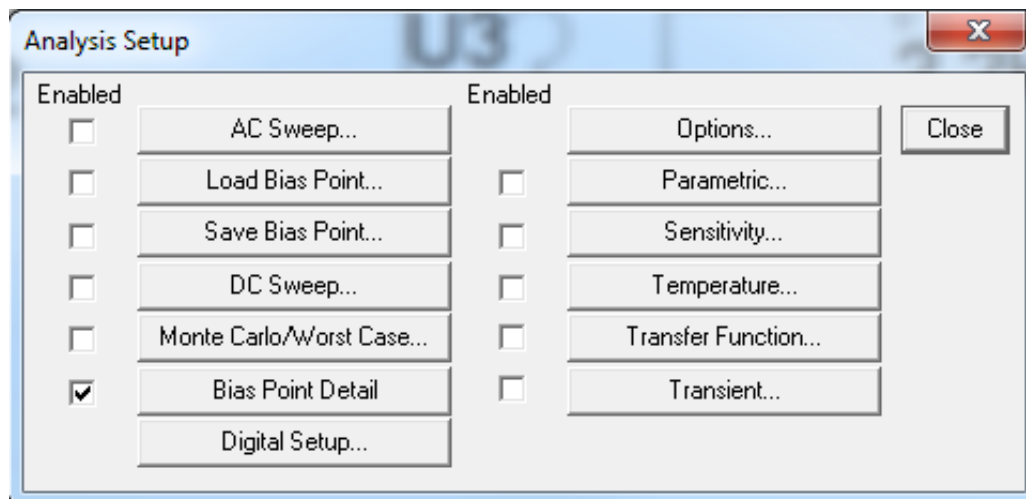 Analysis Setup
U3
Enabled
Enabled
AC Sweep...
Options...
Close
Load Bias Point...
Parametric...
Save Bias Point...
Sensitivity...
DC Sweep...
Temperature...
Monte Carlo/Worst Case...
Transfer Function...
Bias Point Detail
Transient...
Digital Setup...